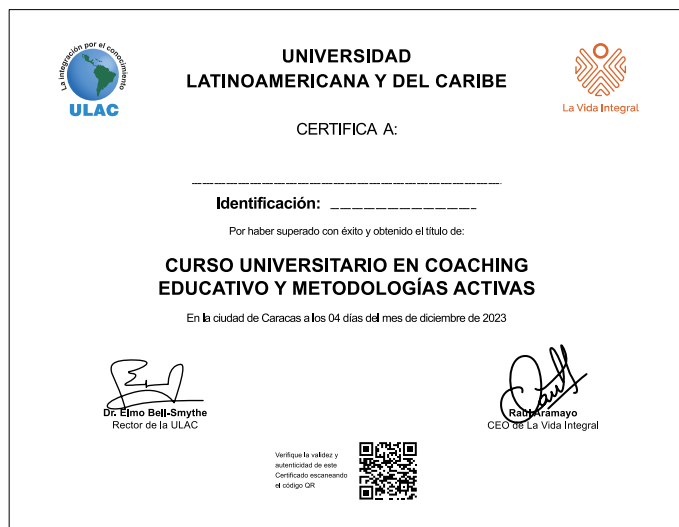 La integración por el conocimiento
ULAC
UNIVERSIDAD
LATINOAMERICANA Y DEL CARIBE
La Vida Integral
CERTIFICA A:
Identificación:
Por haber superado con éxito y obtenido el título de:
CURSO UNIVERSITARIO EN COACHING
EDUCATIVO Y METODOLOGÍAS ACTIVAS
En la ciudad de Caracas a los 04 días del mes de diciembre de 2023
Dr. Elmo Bell-Smythe
Rector de la ULAC
Raúl Aramayo
CEO de La Vida Integral
Verifique la validez y
autenticidad de este
Certificado escaneando
el código QR